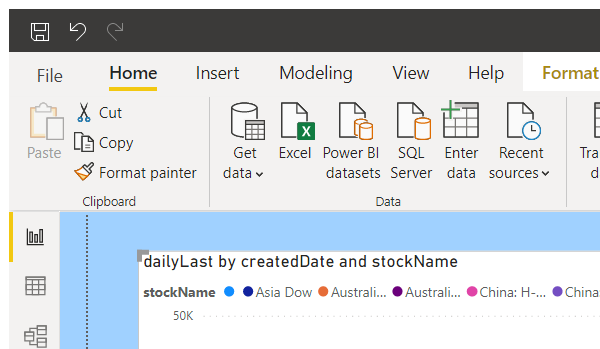 File Home Insert Modeling View Help Format
Paste Cut Copy Format painter
Get data Excel Power BI datasets SQL Server Enter data Recent sources
Clipboard Data
dailyLast by createdDate and stockName
stockName Asia Dow Australi... Australi... China: H-... China
50K